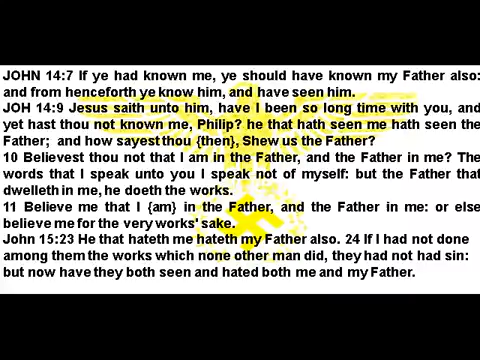 JOHN 14:7 If ye had known me, ye should have known my Father also:
and from henceforth ye know him, and have seen him.
JOH 14:9 Jesus saith unto him, have I been so long time with you, and
yet hast thou not known me, Philip? he that hath seen me hath seen the
Father;  and how sayest thou {then}, Shew us the Father?
10 Believest thou not that I am in the Father, and the Father in me? The
words that I speak unto you I speak not of myself: but the Father that
dwelleth in me, he doeth the works.
11 Believe me that I {am} in the Father, and the Father in me: or else
believe me for the very works' sake.
John 15:23 He that hateth me hateth my Father also. 24 If I had not done
among them the works which none other man did, they had not had sin:
but now have they both seen and hated both me and my Father.